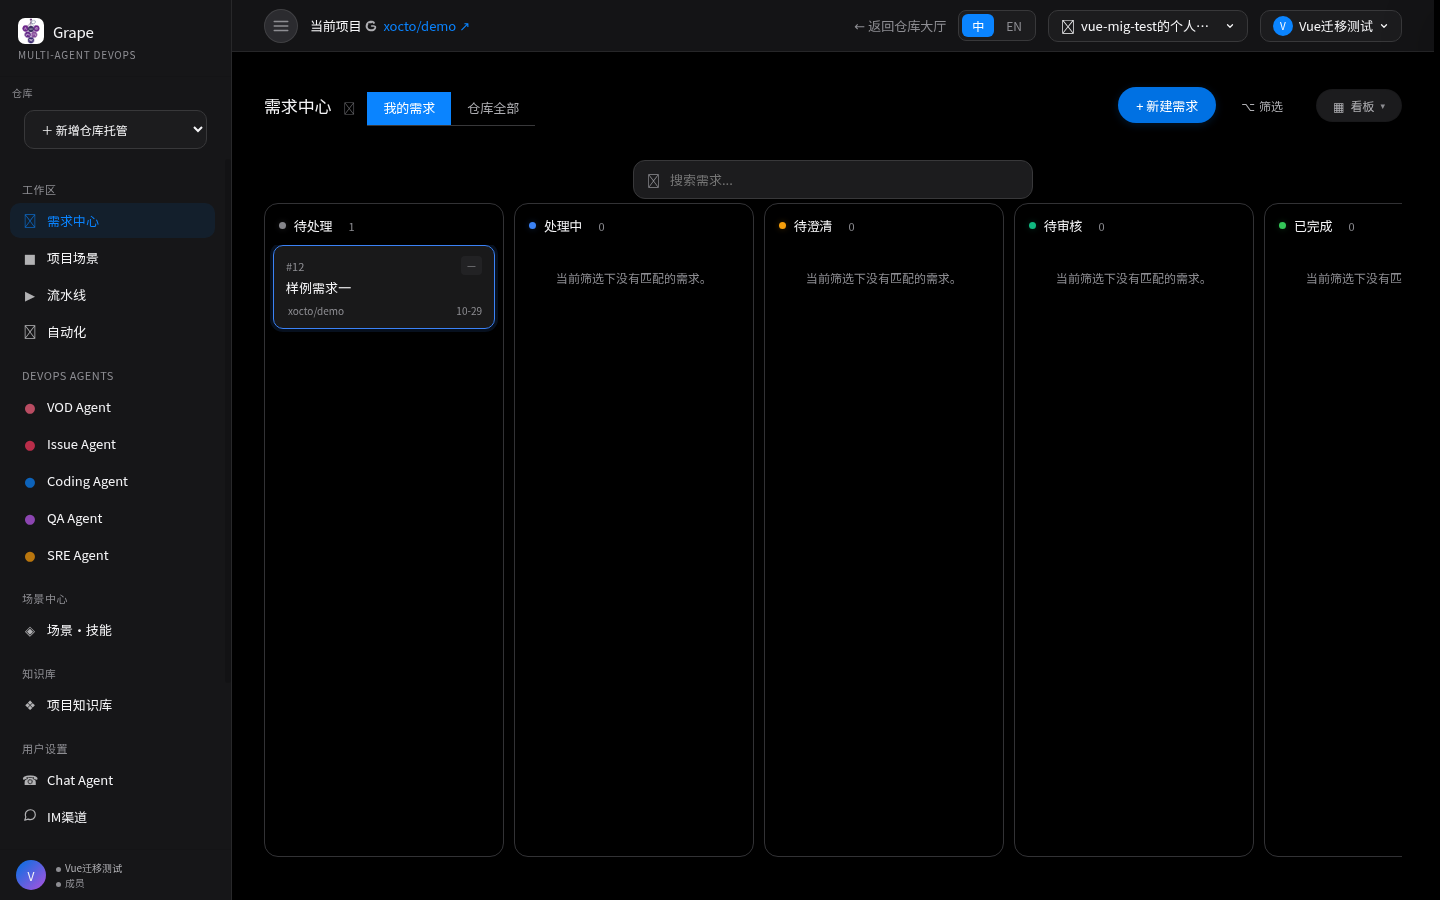 Grape
MULTI-AGENT DEVOPS
仓库
＋ 新增仓库托管
工作区
需求中心
项目场景
流水线
自动化
DEVOPS AGENTS
VOD Agent
Issue Agent
Coding Agent
QA Agent
SRE Agent
场景中心
场景·技能
知识库
项目知识库
用户设置
Chat Agent
IM渠道
V
Vue迁移测试
成员
当前项目 G xocto/demo ↗
← 返回仓库大厅
中 EN
vue-mig-test的个人…
V Vue迁移测试
需求中心
我的需求 仓库全部
+ 新建需求
⌥ 筛选
▦ 看板 ▾
搜索需求...
待处理 1
#12
—
样例需求一
xocto/demo 10-29
处理中 0
当前筛选下没有匹配的需求。
待澄清 0
当前筛选下没有匹配的需求。
待审核 0
当前筛选下没有匹配的需求。
已完成 0
当前筛选下没有匹